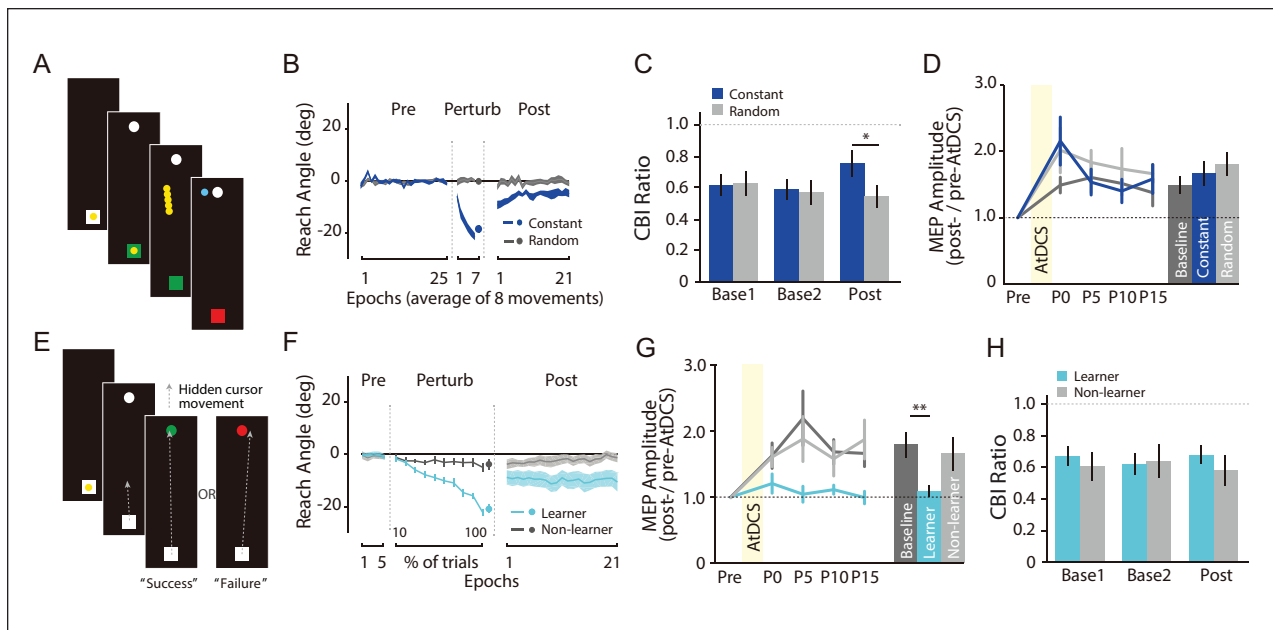 A
B
Reach Angle (deg)
Pre Perturb Post
20
0
-20
Constant
Random
1 25 1 7 1 21
Epochs (average of 8 movements)
C
Constant
Random
CBI Ratio
1.0
0.8
0.6
0.4
0.2
0
*
Base1 Base2 Post
D
MEP Amplitude
(post- / pre-AtDCS)
3.0
2.0
1.0
0
AtDCS
Baseline
Constant
Random
Pre P0 P5 P10 P15
E
Hidden cursor
movement
OR
"Success" "Failure"
F
Reach Angle (deg)
Pre Perturb Post
20
0
-20
Learner
Non-learner
10 100
1 5 % of trials 1 21
Epochs
G
MEP Amplitude
(post-/ pre-AtDCS)
3.0
2.0
1.0
0
AtDCS
**
Baseline
Learner
Non-learner
Pre P0 P5 P10 P15
H
Learner
Non-learner
CBI Ratio
1.0
0.8
0.6
0.4
0.2
0
Base1 Base2 Post